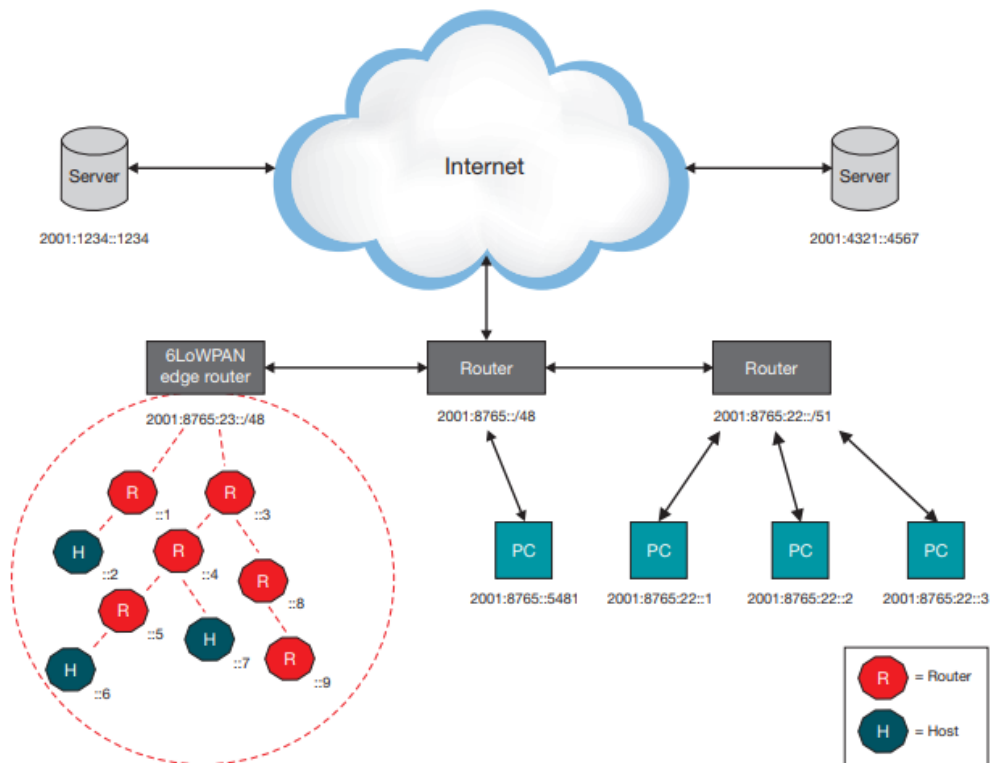 Internet
Server
Server
2001:1234::1234
2001:4321::4567
6LoWPAN
edge router
Router
Router
2001:8765:23::/48
2001:8765::/48
2001:8765:22::/51
R
::1
R
::3
H
::2
R
::4
R
::8
R
::5
H
::7
R
::9
H
::6
PC
PC
PC
PC
2001:8765::5481
2001:8765:22::1
2001:8765:22::2
2001:8765:22::3
R = Router
H = Host